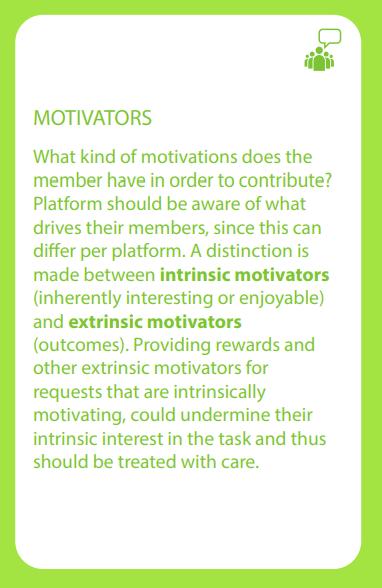 MOTIVATORS
What kind of motivations does the
member have in order to contribute?
Platform should be aware of what
drives their members, since this can
differ per platform. A distinction is
made between intrinsic motivators
(inherently interesting or enjoyable)
and extrinsic motivators
(outcomes). Providing rewards and
other extrinsic motivators for
requests that are intrinsically
motivating, could undermine their
intrinsic interest in the task and thus
should be treated with care.